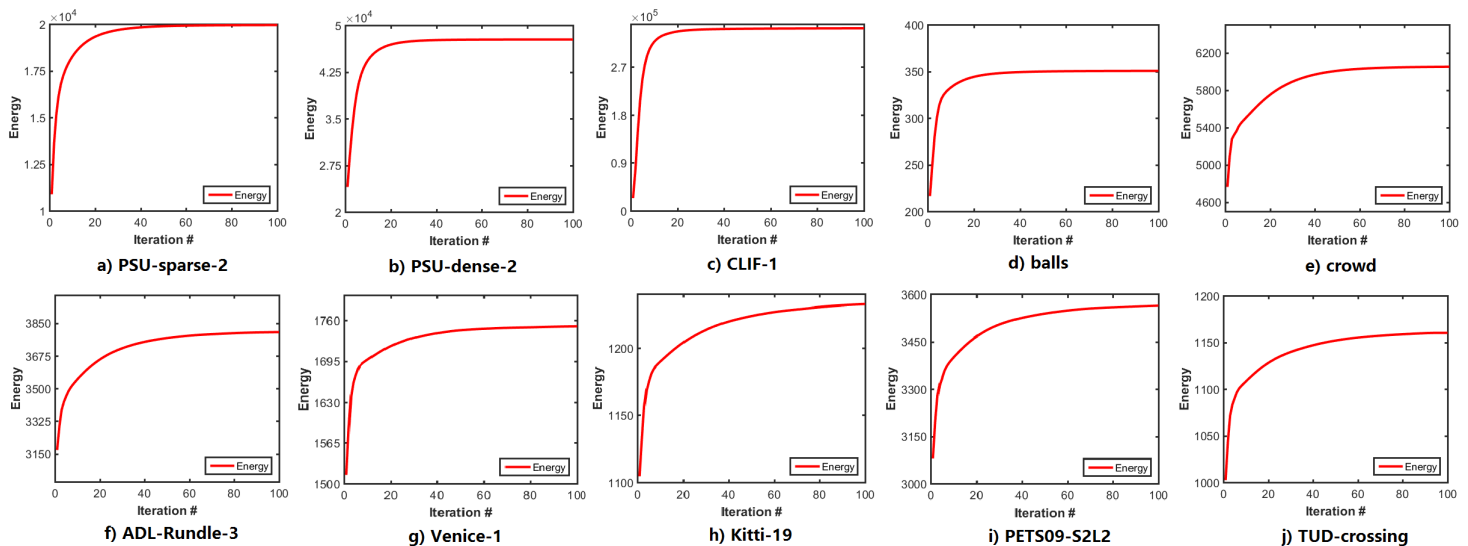 ×10⁴
2
1.75
1.5
1.25
1
0 20 40 60 80 100
Energy
Energy
Iteration #
a) PSU-sparse-2
×10⁴
5
4.25
3.5
2.75
2
0 20 40 60 80 100
Energy
Energy
Iteration #
b) PSU-dense-2
×10⁵
2.7
1.8
0.9
0
0 20 40 60 80 100
Energy
Energy
Iteration #
c) CLIF-1
400
350
300
250
200
0 20 40 60 80 100
Energy
Energy
Iteration #
d) balls
6200
5800
5400
5000
4600
0 20 40 60 80 100
Energy
Energy
Iteration #
e) crowd
3850
3675
3500
3325
3150
0 20 40 60 80 100
Energy
Energy
Iteration #
f) ADL-Rundle-3
1760
1695
1630
1565
1500
0 20 40 60 80 100
Energy
Energy
Iteration #
g) Venice-1
1200
1150
1100
0 20 40 60 80 100
Energy
Energy
Iteration #
h) Kitti-19
3600
3450
3300
3150
3000
0 20 40 60 80 100
Energy
Energy
Iteration #
i) PETS09-S2L2
1200
1150
1100
1050
1000
0 20 40 60 80 100
Energy
Energy
Iteration #
j) TUD-crossing